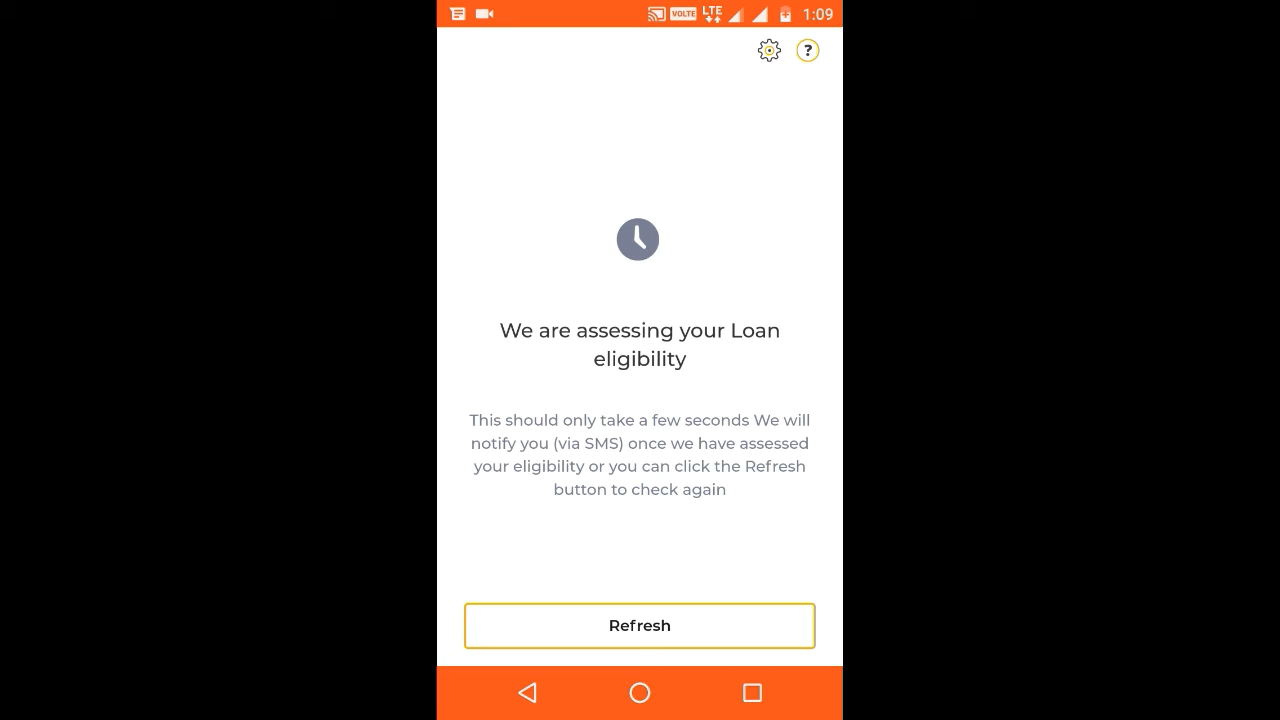 VOLTE LTE 1:09
?
We are assessing your Loan
eligibility
This should only take a few seconds We will
notify you (via SMS) once we have assessed
your eligibility or you can click the Refresh
button to check again
Refresh